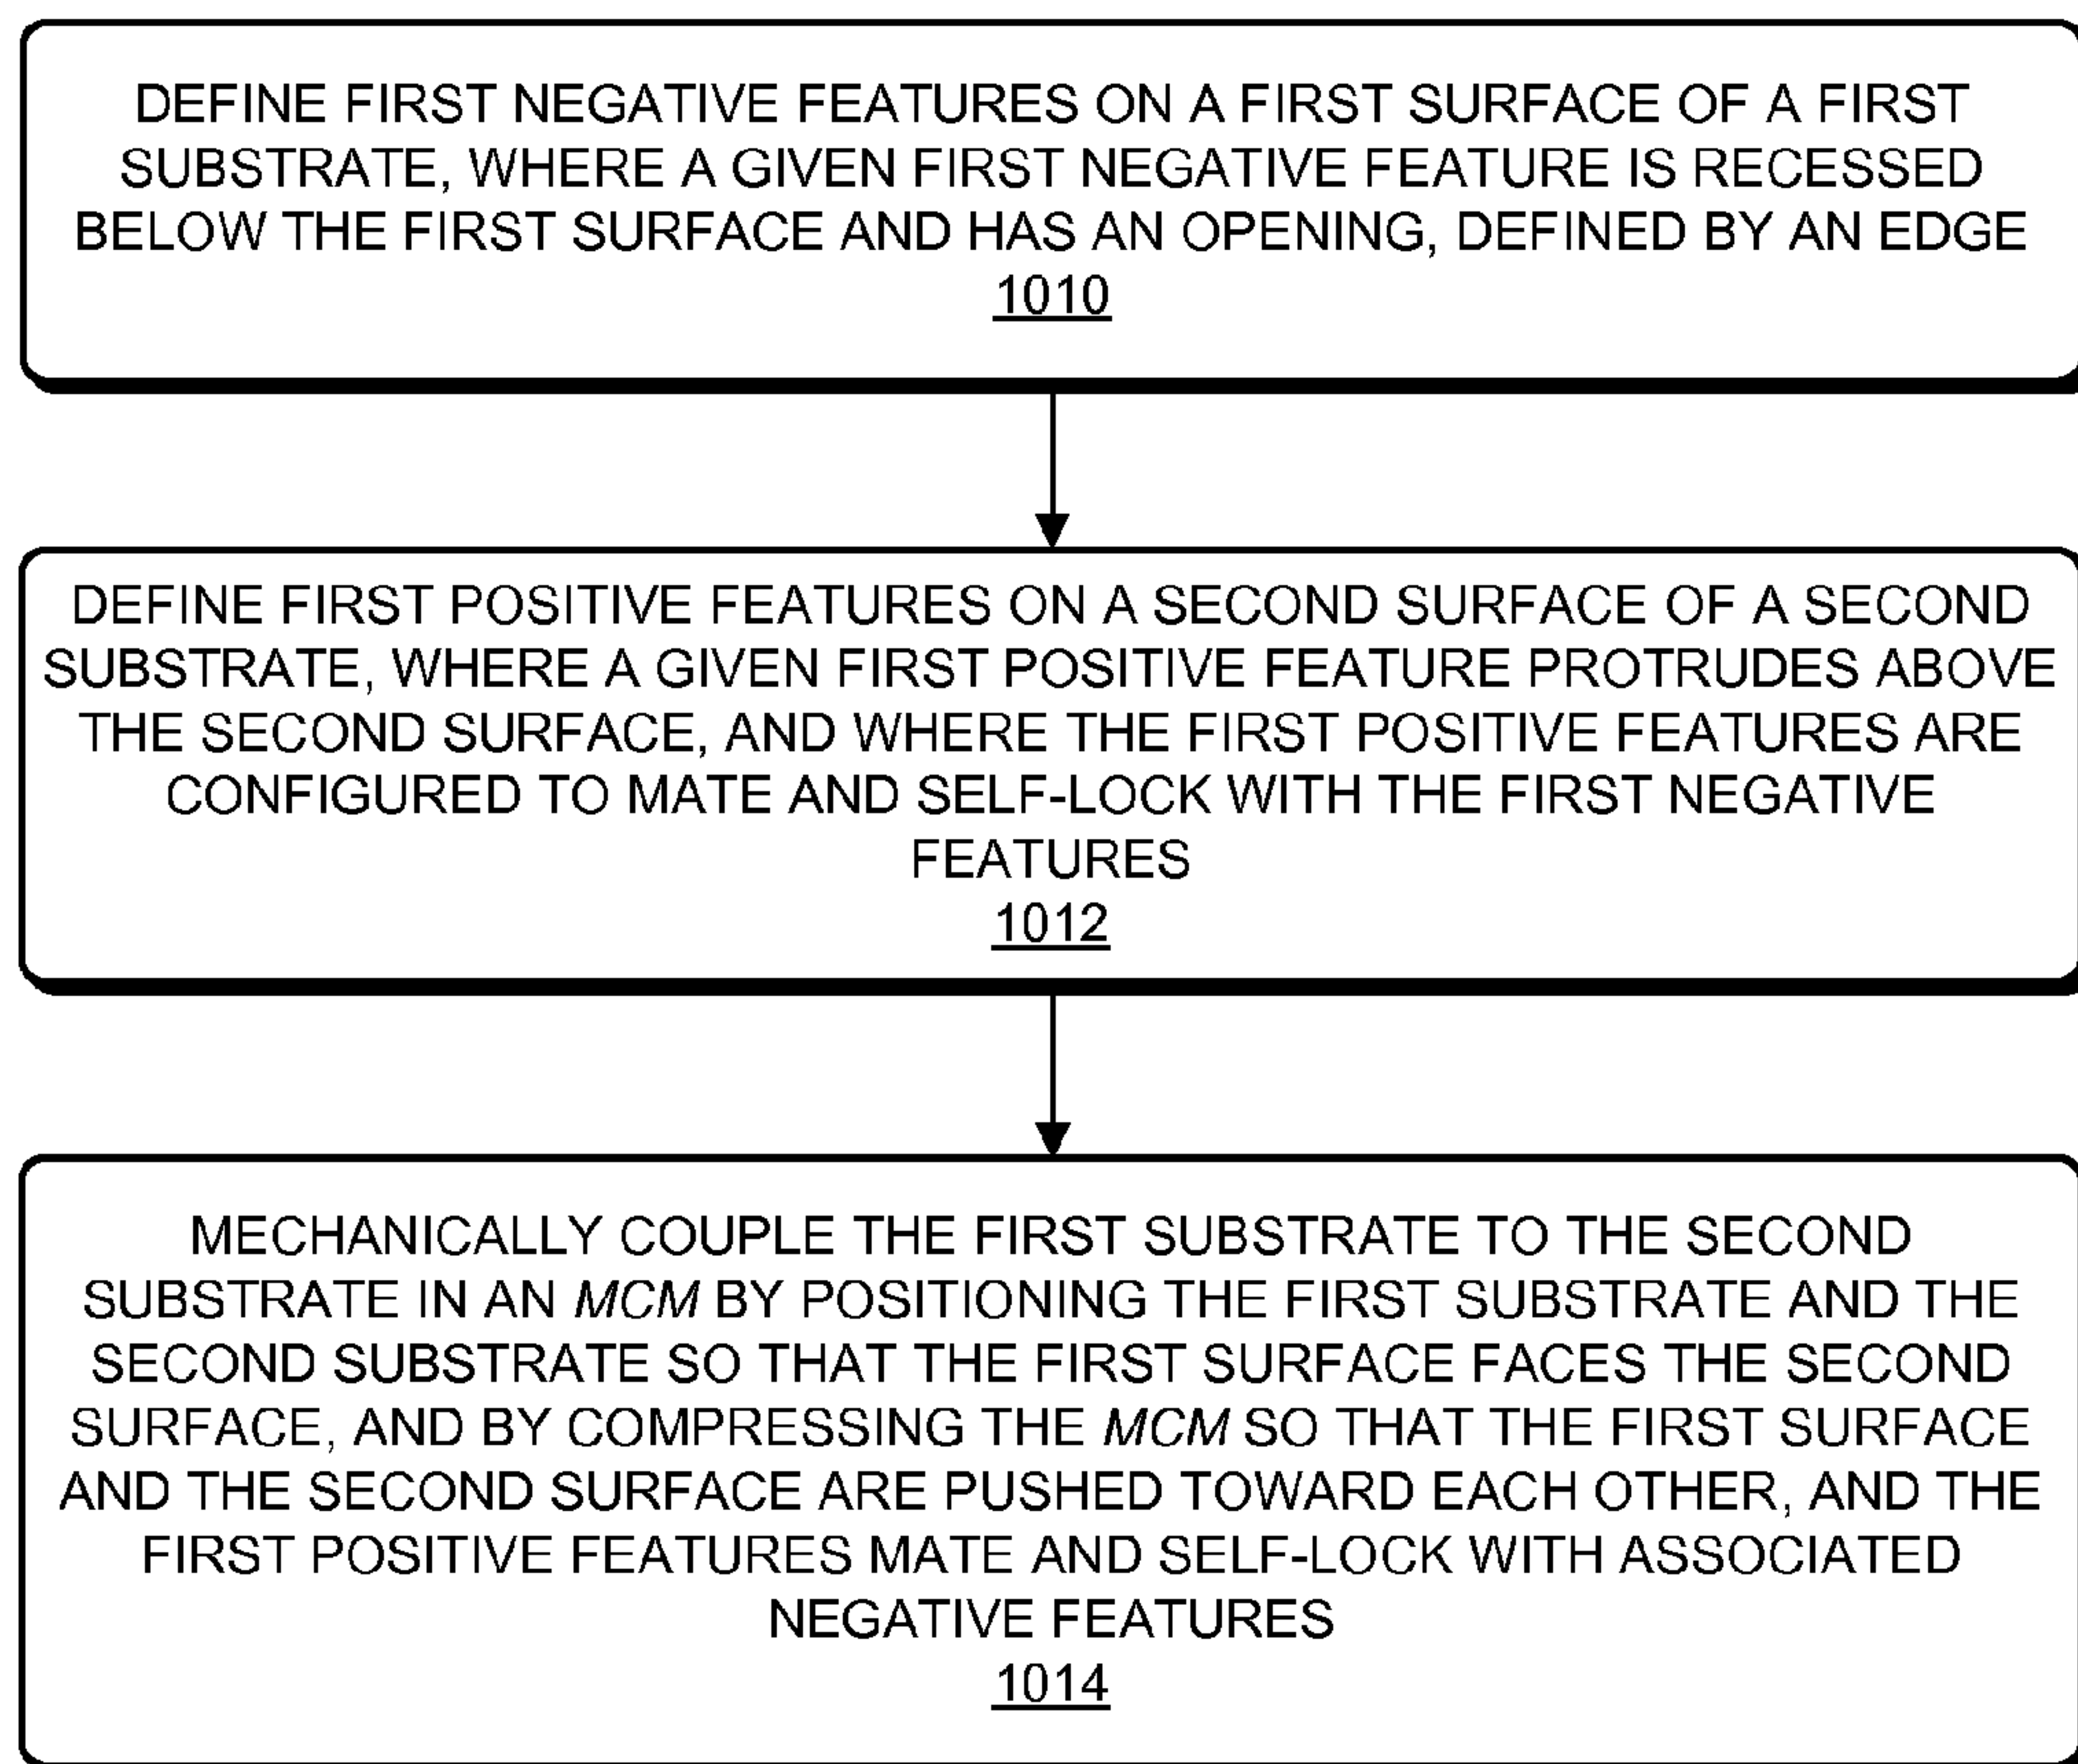 DEFINE FIRST NEGATIVE FEATURES ON A FIRST SURFACE OF A FIRST
SUBSTRATE, WHERE A GIVEN FIRST NEGATIVE FEATURE IS RECESSED
BELOW THE FIRST SURFACE AND HAS AN OPENING, DEFINED BY AN EDGE
1010
DEFINE FIRST POSITIVE FEATURES ON A SECOND SURFACE OF A SECOND
SUBSTRATE, WHERE A GIVEN FIRST POSITIVE FEATURE PROTRUDES ABOVE
THE SECOND SURFACE, AND WHERE THE FIRST POSITIVE FEATURES ARE
CONFIGURED TO MATE AND SELF-LOCK WITH THE FIRST NEGATIVE
FEATURES
1012
MECHANICALLY COUPLE THE FIRST SUBSTRATE TO THE SECOND
SUBSTRATE IN AN MCM BY POSITIONING THE FIRST SUBSTRATE AND THE
SECOND SUBSTRATE SO THAT THE FIRST SURFACE FACES THE SECOND
SURFACE, AND BY COMPRESSING THE MCM SO THAT THE FIRST SURFACE
AND THE SECOND SURFACE ARE PUSHED TOWARD EACH OTHER, AND THE
FIRST POSITIVE FEATURES MATE AND SELF-LOCK WITH ASSOCIATED
NEGATIVE FEATURES
1014